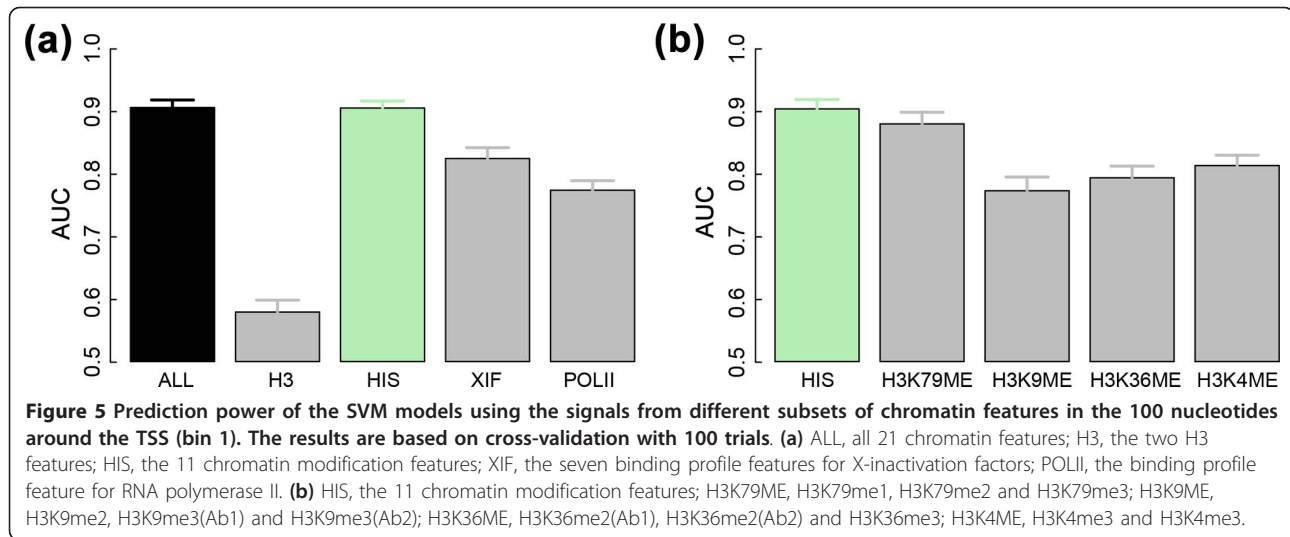 (a)
AUC
1.0
0.9
0.8
0.7
0.6
0.5
ALL H3 HIS XIF POLII
(b)
AUC
1.0
0.9
0.8
0.7
0.6
0.5
HIS H3K79ME H3K9ME H3K36ME H3K4ME
Figure 5 Prediction power of the SVM models using the signals from different subsets of chromatin features in the 100 nucleotides
around the TSS (bin 1). The results are based on cross-validation with 100 trials. (a) ALL, all 21 chromatin features; H3, the two H3
features; HIS, the 11 chromatin modification features; XIF, the seven binding profile features for X-inactivation factors; POLII, the binding profile
feature for RNA polymerase II. (b) HIS, the 11 chromatin modification features; H3K79ME, H3K79me1, H3K79me2 and H3K79me3; H3K9ME,
H3K9me2, H3K9me3(Ab1) and H3K9me3(Ab2); H3K36ME, H3K36me2(Ab1), H3K36me2(Ab2) and H3K36me3; H3K4ME, H3K4me3 and H3K4me3.